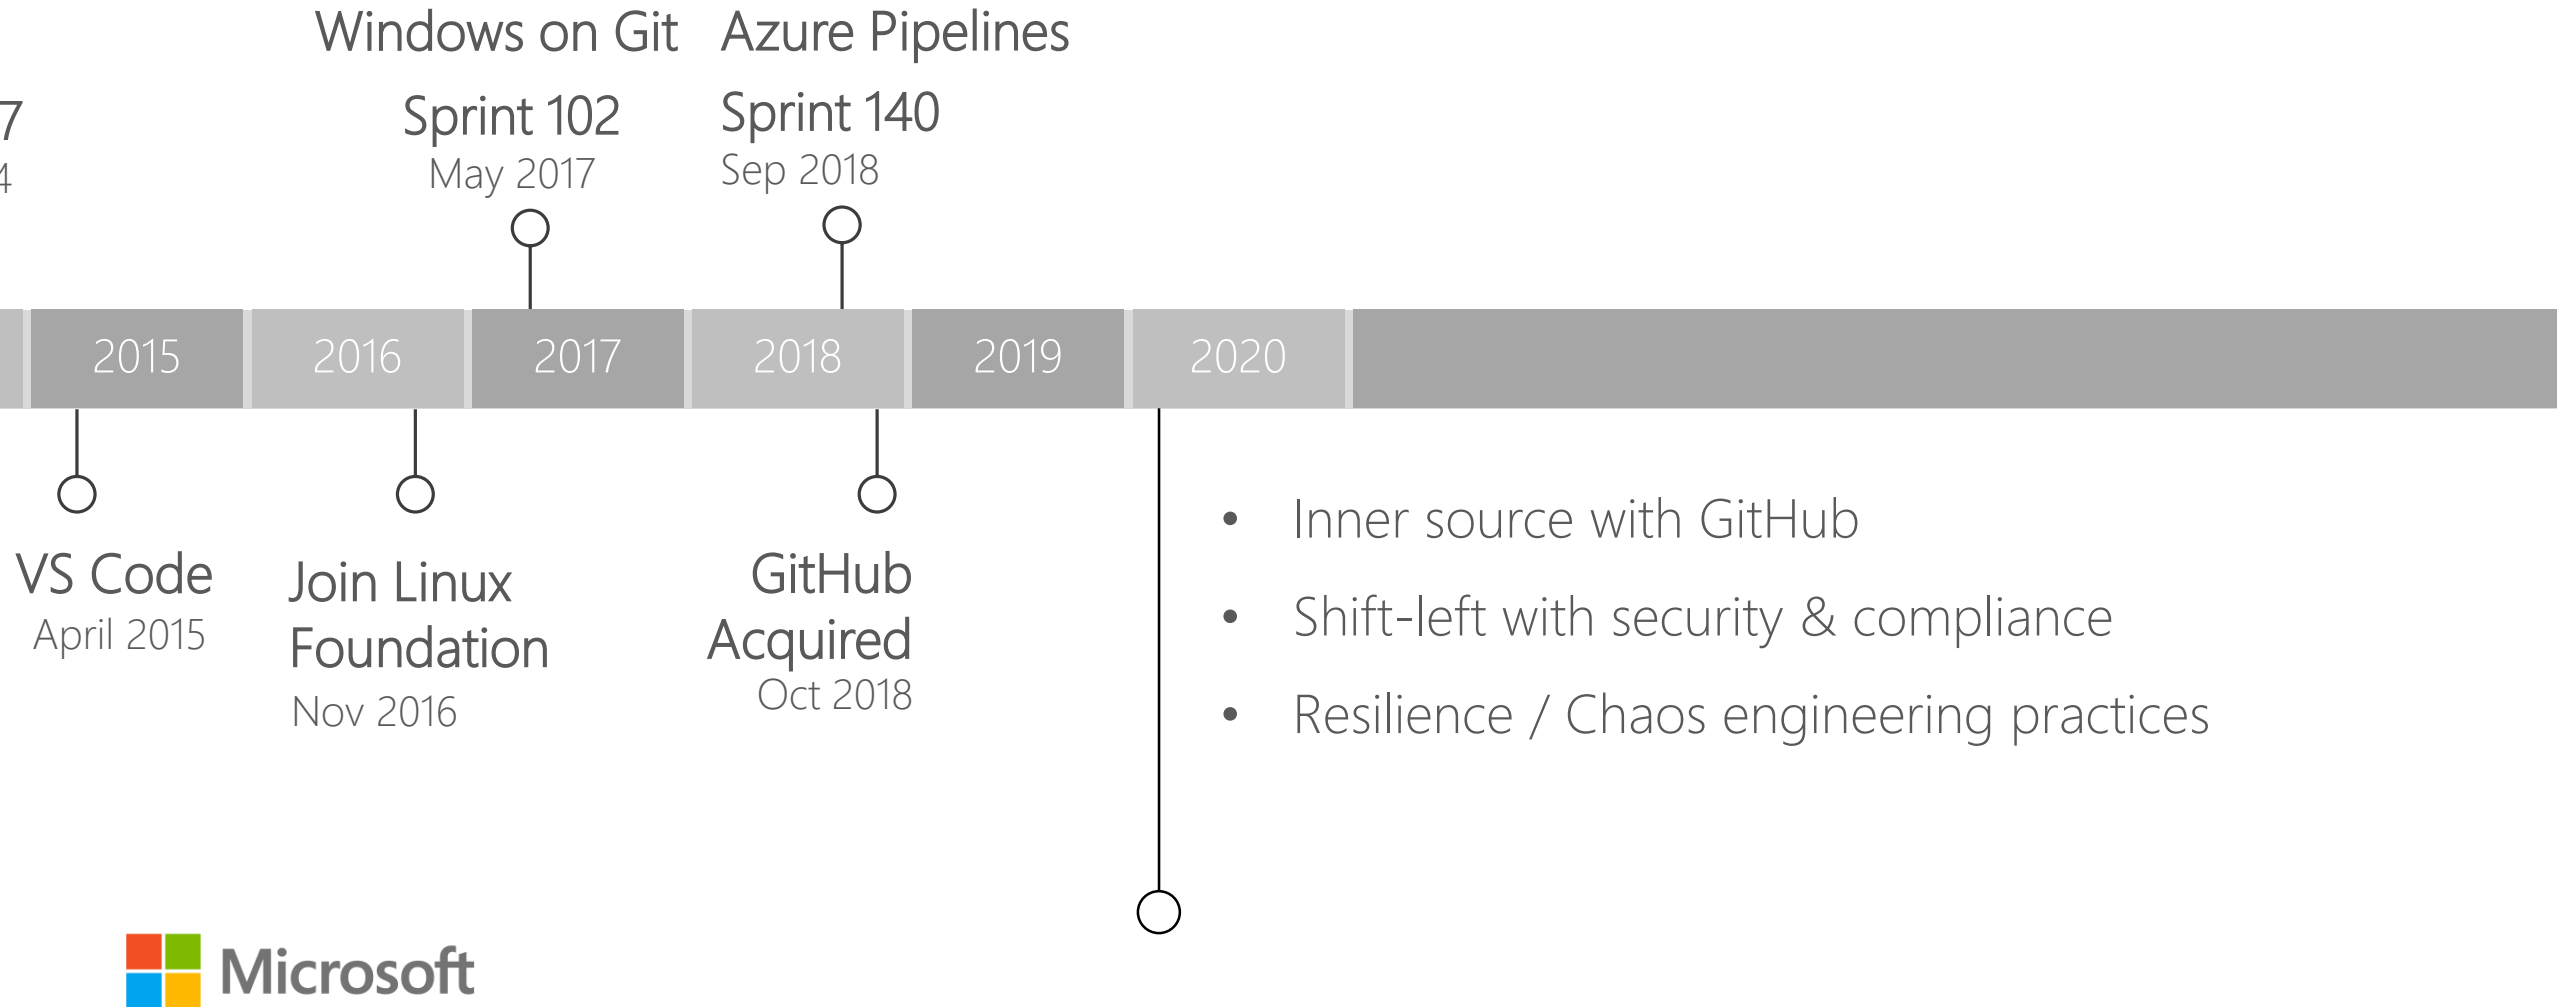 Windows on Git
Sprint 102
May 2017
Azure Pipelines
Sprint 140
Sep 2018
7
4
2015
2016
2017
2018
2019
2020
VS Code
April 2015
Join Linux
Foundation
Nov 2016
GitHub
Acquired
Oct 2018
• Inner source with GitHub
• Shift-left with security & compliance
• Resilience / Chaos engineering practices
Microsoft